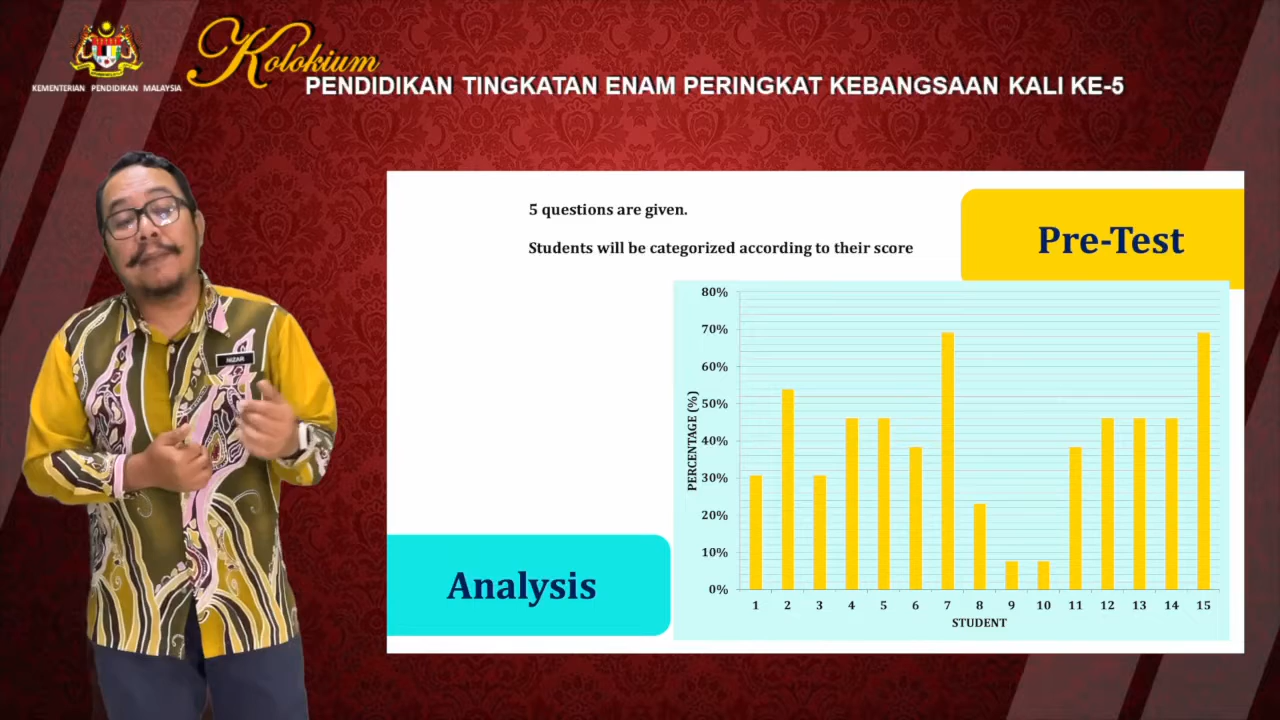 Kolokium
KEMENTERIAN PENDIDIKAN MALAYSIA
PENDIDIKAN TINGKATAN ENAM PERINGKAT KEBANGSAAN KALI KE-5
5 questions are given.
Students will be categorized according to their score
Pre-Test
NIZAR
80%
70%
60%
50%
40%
30%
20%
10%
0%
PERCENTAGE (%)
1 2 3 4 5 6 7 8 9 10 11 12 13 14 15
STUDENT
Analysis